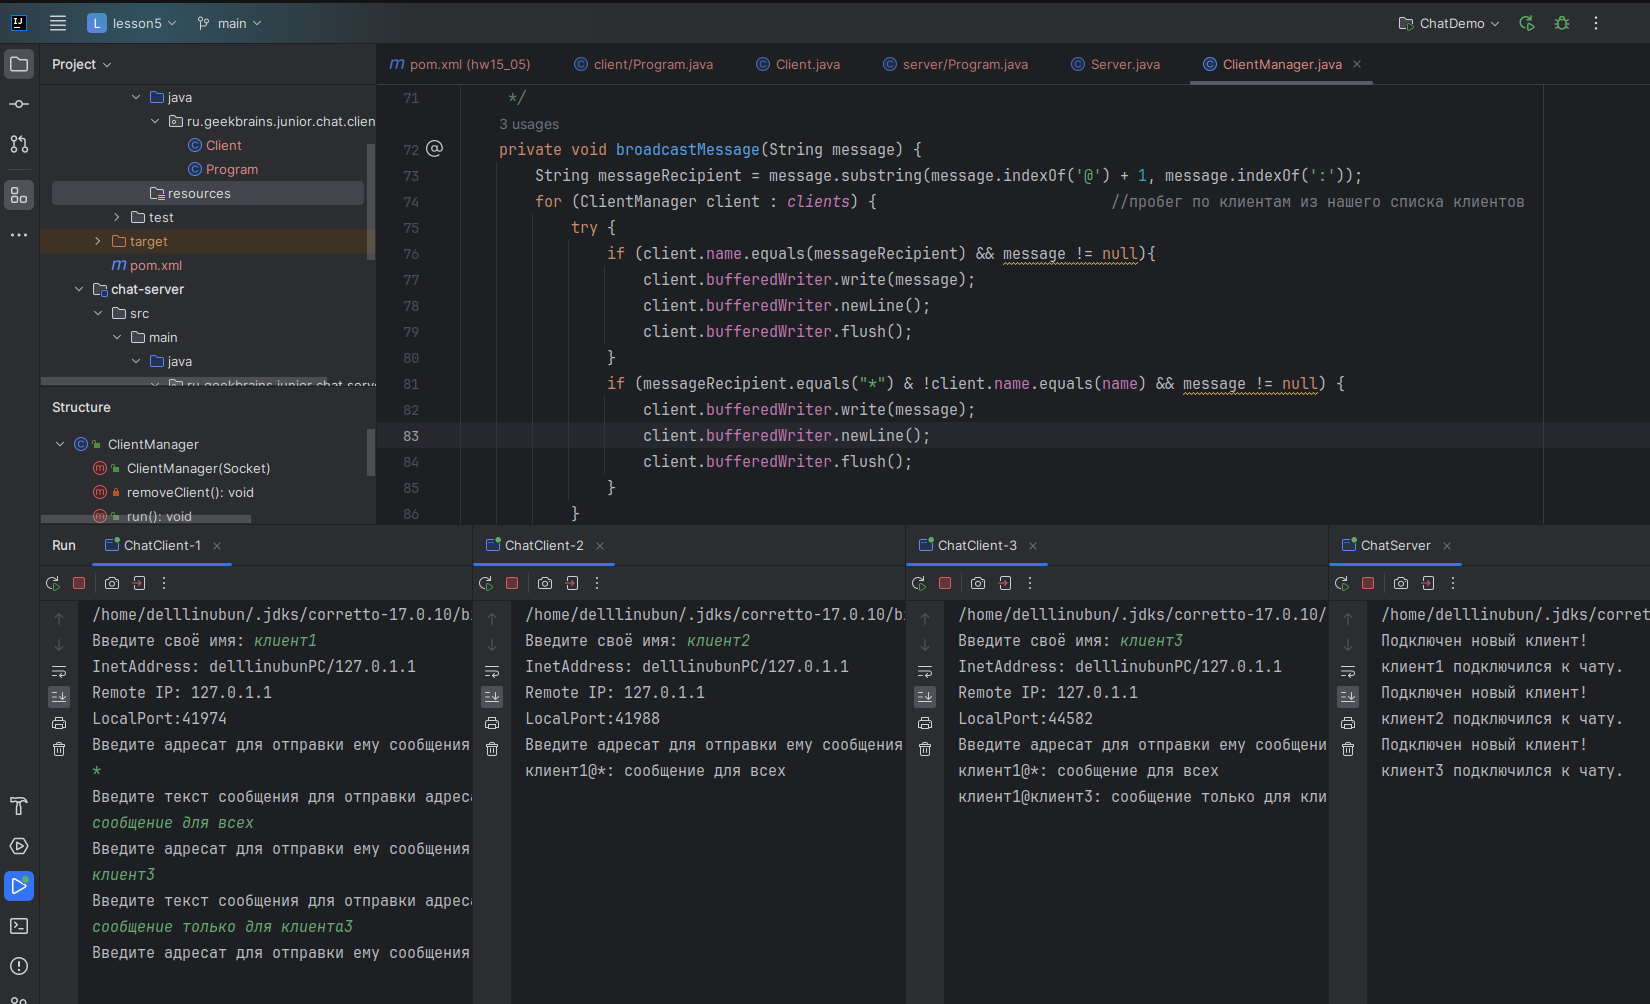 L lesson5 main ChatDemo
Project
java
ru.geekbrains.junior.chat.clien
Client
Program
resources
test
target
pom.xml
chat-server
src
main
java
ru.geekbrains.junior.chat.serv
Structure
ClientManager
ClientManager(Socket)
removeClient(): void
run(): void
pom.xml (hw15_05) client/Program.java Client.java server/Program.java Server.java ClientManager.java
71 */
3 usages
72 private void broadcastMessage(String message) {
73 String messageRecipient = message.substring(message.indexOf('@') + 1, message.indexOf(':'));
74 for (ClientManager client : clients) { //пробег по клиентам из нашего списка клиентов
75 try {
76 if (client.name.equals(messageRecipient) && message != null){
77 client.bufferedWriter.write(message);
78 client.bufferedWriter.newLine();
79 client.bufferedWriter.flush();
80 }
81 if (messageRecipient.equals("*") & !client.name.equals(name) && message != null) {
82 client.bufferedWriter.write(message);
83 client.bufferedWriter.newLine();
84 client.bufferedWriter.flush();
85 }
86 }
Run ChatClient-1
/home/delllinubun/.jdks/corretto-17.0.10/bi
Введите своё имя: клиент1
InetAddress: delllinubunPC/127.0.1.1
Remote IP: 127.0.1.1
LocalPort:41974
Введите адресат для отправки ему сообщения
*
Введите текст сообщения для отправки адреса
сообщение для всех
Введите адресат для отправки ему сообщения
клиент3
Введите текст сообщения для отправки адреса
сообщение только для клиента3
Введите адресат для отправки ему сообщения
ChatClient-2
/home/delllinubun/.jdks/corretto-17.0.10/bi
Введите своё имя: клиент2
InetAddress: delllinubunPC/127.0.1.1
Remote IP: 127.0.1.1
LocalPort:41988
Введите адресат для отправки ему сообщения
клиент1@*: сообщение для всех
ChatClient-3
/home/delllinubun/.jdks/corretto-17.0.10/
Введите своё имя: клиент3
InetAddress: delllinubunPC/127.0.1.1
Remote IP: 127.0.1.1
LocalPort:44582
Введите адресат для отправки ему сообщени
клиент1@*: сообщение для всех
клиент1@клиент3: сообщение только для кли
ChatServer
/home/delllinubun/.jdks/corret
Подключен новый клиент!
клиент1 подключился к чату.
Подключен новый клиент!
клиент2 подключился к чату.
Подключен новый клиент!
клиент3 подключился к чату.